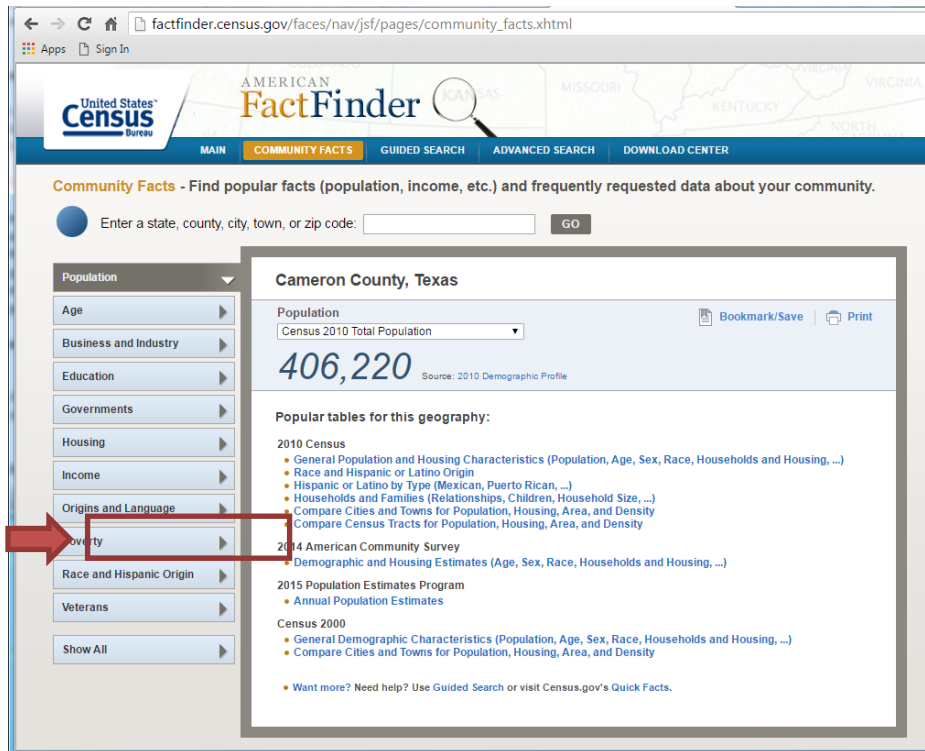 factfinder.census.gov/faces/nav/jsf/pages/community_facts.xhtml
Apps Sign In
United States™
Census
Bureau
AMERICAN
FactFinder
KANSAS
MISSOURI
KENTUCKY
VIRGINIA
VIRGINIA
NORTH
MAIN COMMUNITY FACTS GUIDED SEARCH ADVANCED SEARCH DOWNLOAD CENTER
Community Facts - Find popular facts (population, income, etc.) and frequently requested data about your community.
Enter a state, county, city, town, or zip code: GO
Population
Age
Business and Industry
Education
Governments
Housing
Income
Origins and Language
Poverty
Race and Hispanic Origin
Veterans
Show All
Cameron County, Texas
Population
Census 2010 Total Population
Bookmark/Save Print
406,220 Source: 2010 Demographic Profile
Popular tables for this geography:
2010 Census
• General Population and Housing Characteristics (Population, Age, Sex, Race, Households and Housing, ...)
• Race and Hispanic or Latino Origin
• Hispanic or Latino by Type (Mexican, Puerto Rican, ...)
• Households and Families (Relationships, Children, Household Size, ...)
• Compare Cities and Towns for Population, Housing, Area, and Density
• Compare Census Tracts for Population, Housing, Area, and Density
2014 American Community Survey
• Demographic and Housing Estimates (Age, Sex, Race, Households and Housing, ...)
2015 Population Estimates Program
• Annual Population Estimates
Census 2000
• General Demographic Characteristics (Population, Age, Sex, Race, Households and Housing, ...)
• Compare Cities and Towns for Population, Housing, Area, and Density
• Want more? Need help? Use Guided Search or visit Census.gov's Quick Facts.